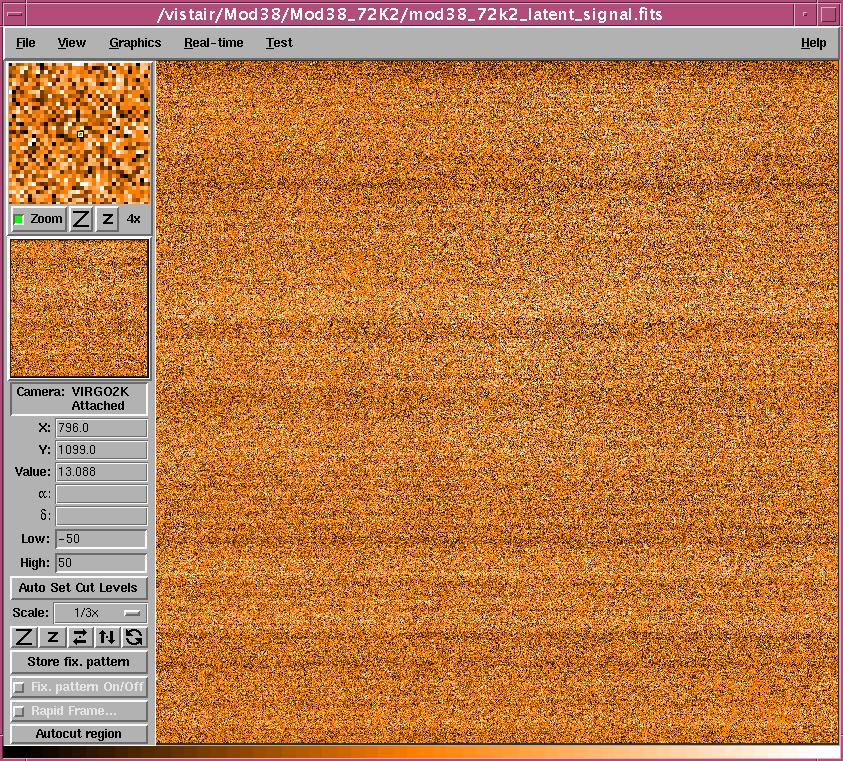 /vistair/Mod38/Mod38_72K2/mod38_72k2_latent_signal.fits
File View Graphics Real-time Test Help
Zoom Z z 4x
Camera: VIRGO2K
Attached
X: 796.0
Y: 1099.0
Value: 13.088
α:
δ:
Low: -50
High: 50
Auto Set Cut Levels
Scale: 1/3x
Z z
Store fix. pattern
Fix. pattern On/Off
Rapid Frame...
Autocut region